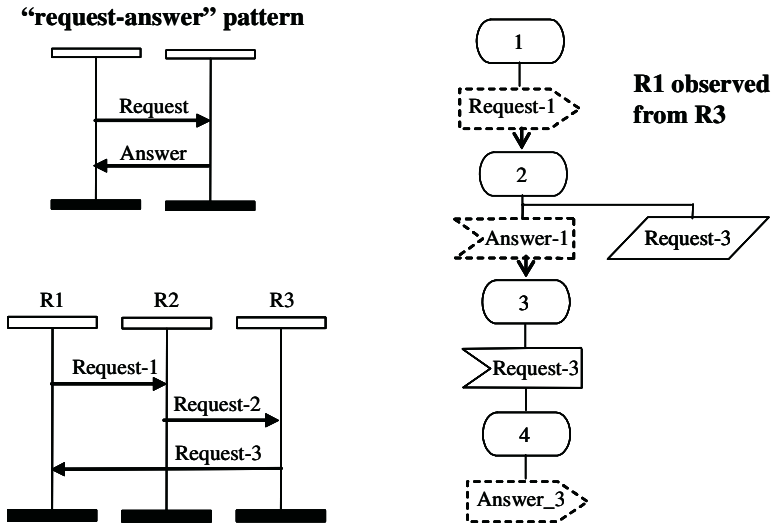 “request-answer” pattern
Request
Answer
R1 R2 R3
Request-1
Request-2
Request-3
1
Request-1
R1 observed
from R3
2
Answer-1
Request-3
3
Request-3
4
Answer_3